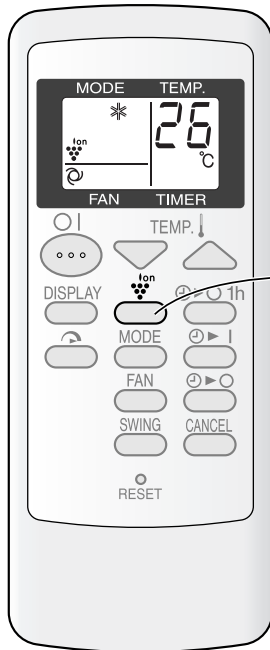 MODE TEMP.
26
ion
°C
FAN TIMER
TEMP.
ion
DISPLAY 1h
MODE I
FAN
SWING CANCEL
RESET